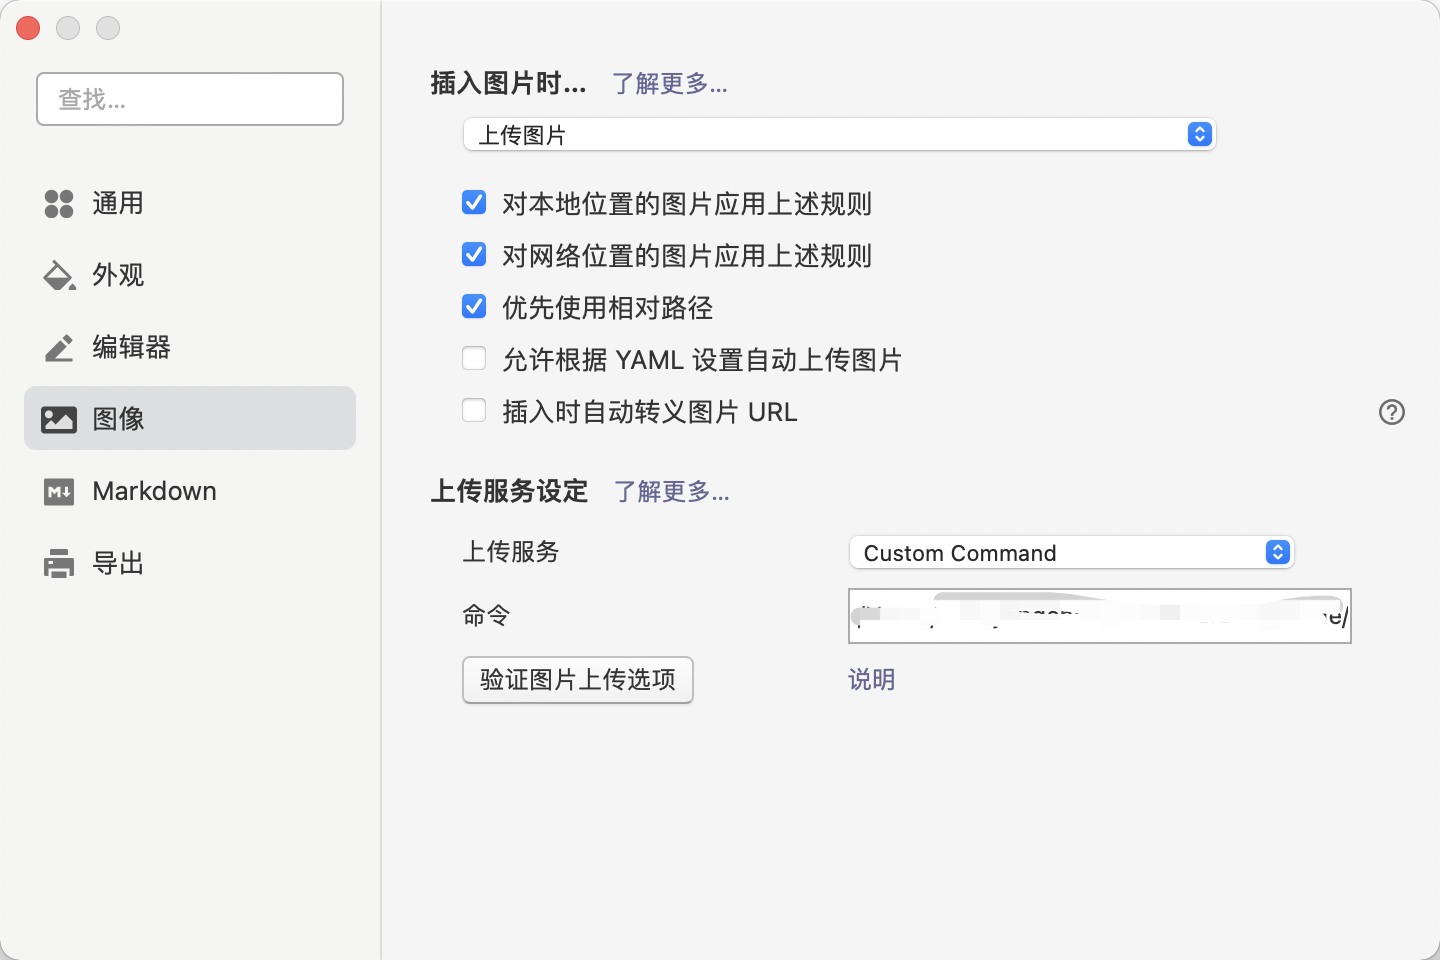 查找...
通用
外观
编辑器
图像
Markdown
导出
插入图片时... 了解更多...
上传图片
对本地位置的图片应用上述规则
对网络位置的图片应用上述规则
优先使用相对路径
允许根据 YAML 设置自动上传图片
插入时自动转义图片 URL
上传服务设定 了解更多...
上传服务 Custom Command
命令
验证图片上传选项 说明